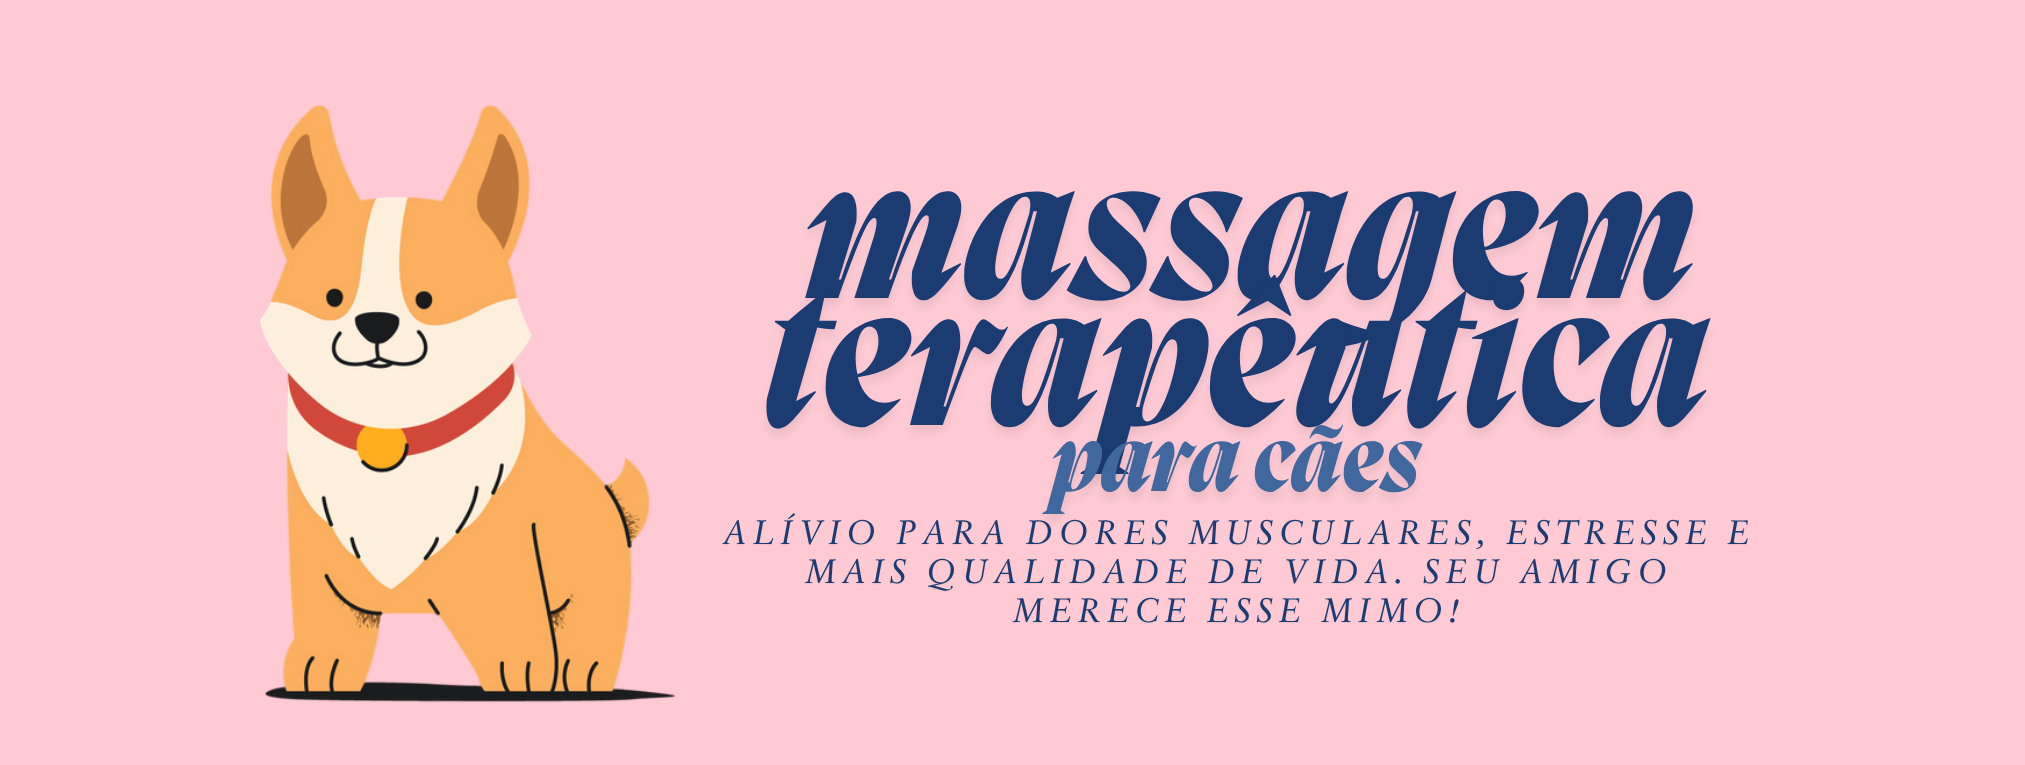 massagem
terapêutica
para cães
ALÍVIO PARA DORES MUSCULARES, ESTRESSE E
MAIS QUALIDADE DE VIDA. SEU AMIGO
MERECE ESSE MIMO!